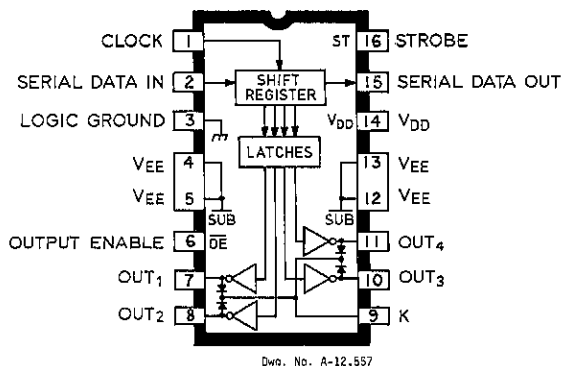 CLOCK 1 ST 16 STROBE
SERIAL DATA IN 2 SHIFT REGISTER 15 SERIAL DATA OUT
LOGIC GROUND 3 VDD 14 VDD
LATCHES
VEE 4 13 VEE
VEE 5 12 VEE
SUB SUB
OUTPUT ENABLE 6 OE 11 OUT4
OUT1 7 10 OUT3
OUT2 8 9 K
Dwg. No. A-12,557